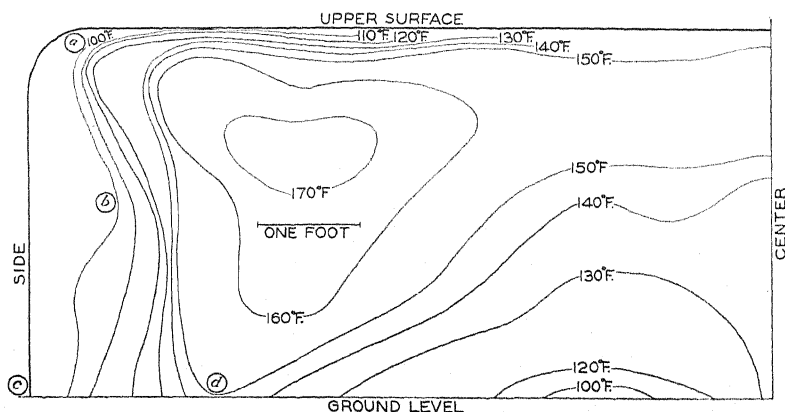 UPPER SURFACE
a 100°F. 110°F. 120°F. 130°F.
140°F.
150°F.
150°F
170°F
140°F.
b
ONE FOOT
SIDE
CENTER
130°F.
160°F.
120°F.
c d 100°F.
GROUND LEVEL